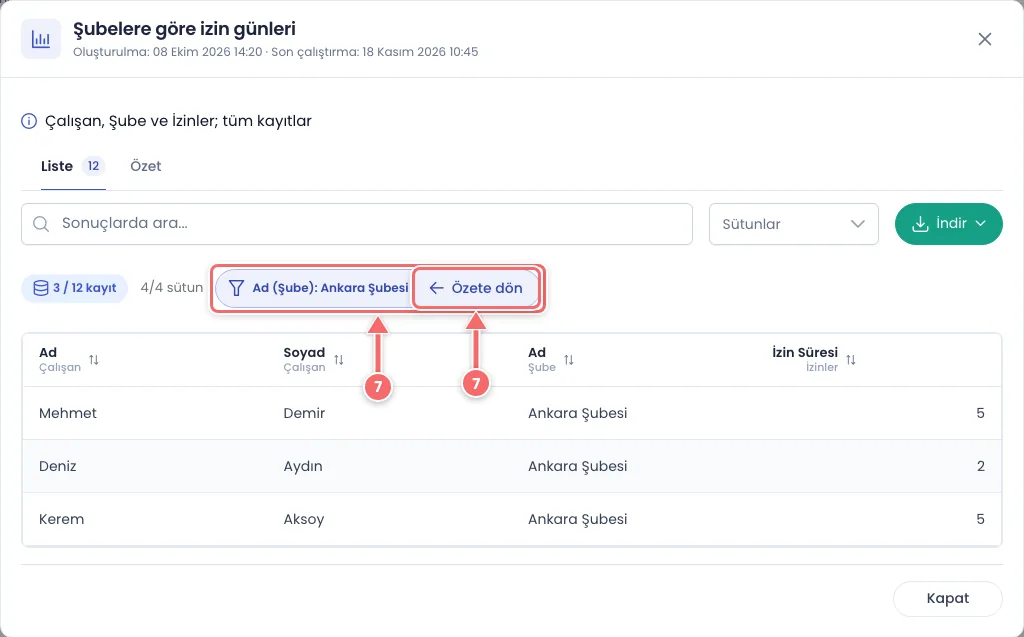 Şubelere göre izin günleri
Oluşturulma: 08 Ekim 2026 14:20 · Son çalıştırma: 18 Kasım 2026 10:45
Çalışan, Şube ve İzinler; tüm kayıtlar
Liste 12 Özet
Sonuçlarda ara... Sütunlar İndir
3 / 12 kayıt 4/4 sütun Ad (Şube): Ankara Şubesi Özete dön
7 7
Ad Soyad Ad İzin Süresi
Çalışan Çalışan Şube İzinler
Mehmet Demir Ankara Şubesi 5
Deniz Aydın Ankara Şubesi 2
Kerem Aksoy Ankara Şubesi 5
Kapat